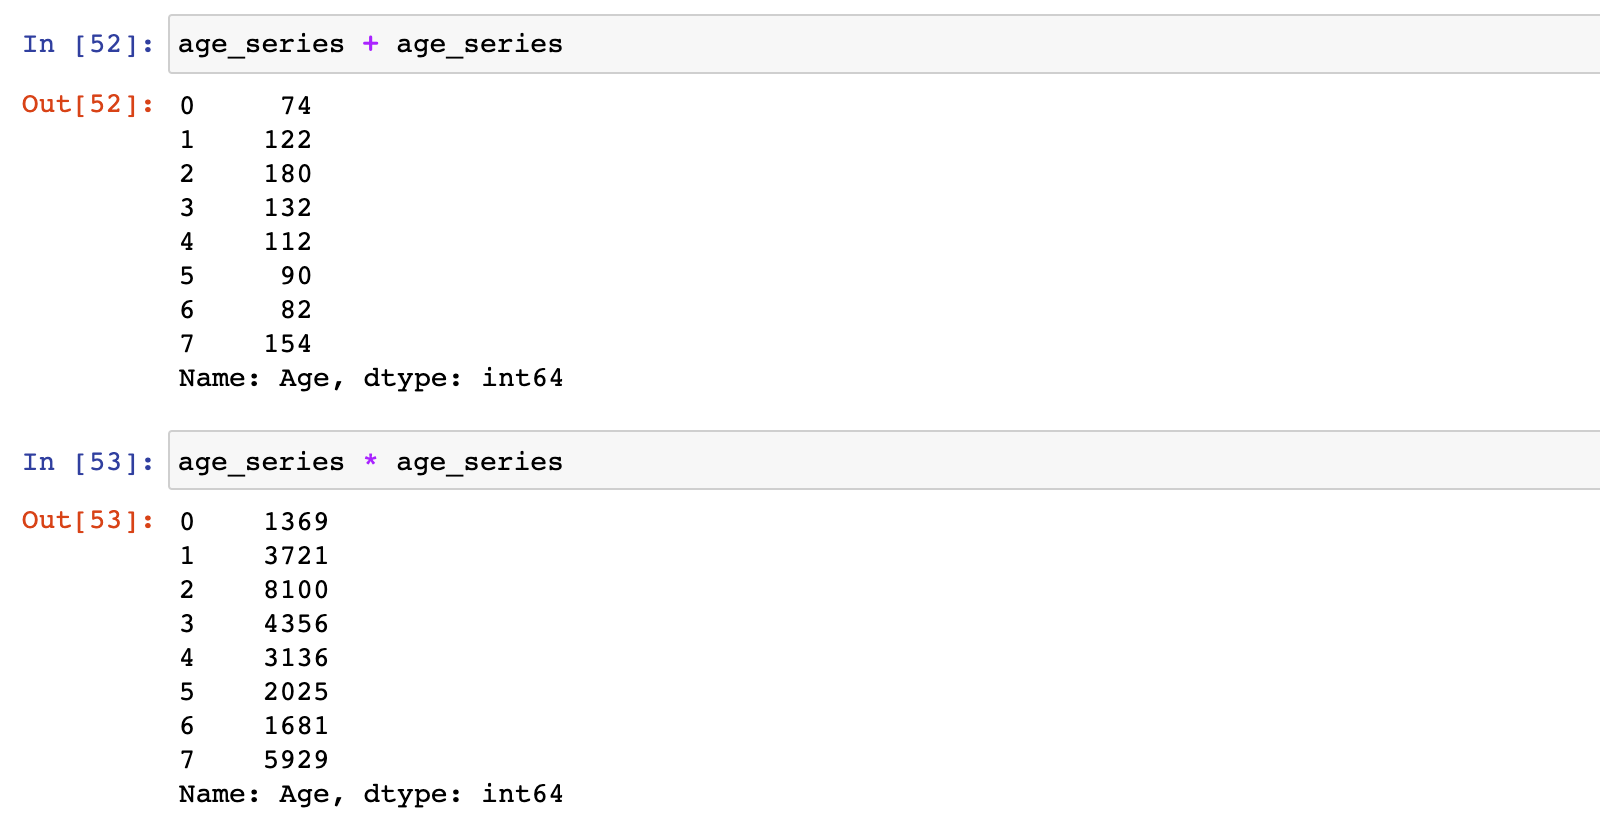 In [52]: age_series + age_series
Out[52]: 0     74
1    122
2    180
3    132
4    112
5     90
6     82
7    154
Name: Age, dtype: int64
In [53]: age_series * age_series
Out[53]: 0    1369
1    3721
2    8100
3    4356
4    3136
5    2025
6    1681
7    5929
Name: Age, dtype: int64